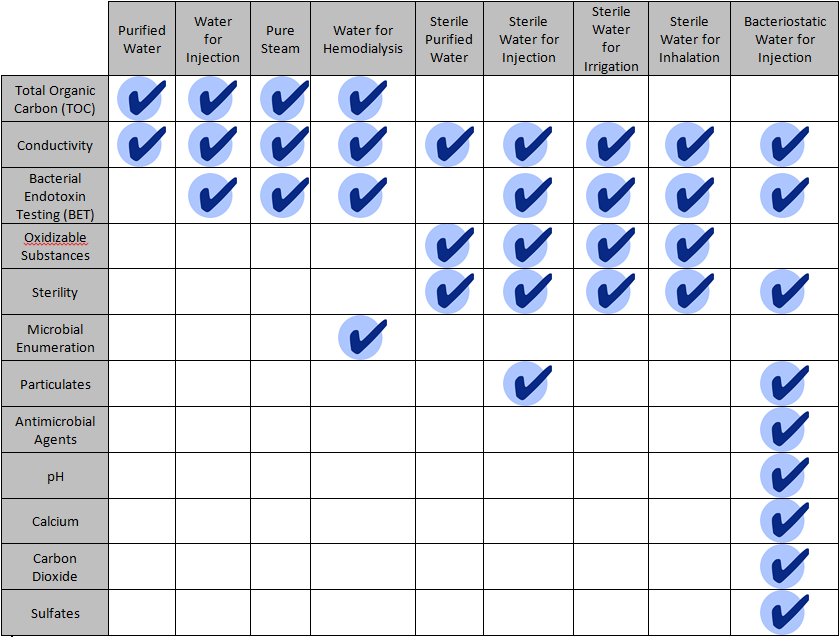 Purified
Water
Water
for
Injection
Pure
Steam
Water for
Hemodialysis
Sterile
Purified
Water
Sterile
Water for
Injection
Sterile
Water
for
Irrigation
Sterile
Water for
Inhalation
Bacteriostatic
Water for
Injection
Total Organic
Carbon (TOC)
Conductivity
Bacterial
Endotoxin
Testing (BET)
Oxidizable
Substances
Sterility
Microbial
Enumeration
Particulates
Antimicrobial
Agents
pH
Calcium
Carbon
Dioxide
Sulfates